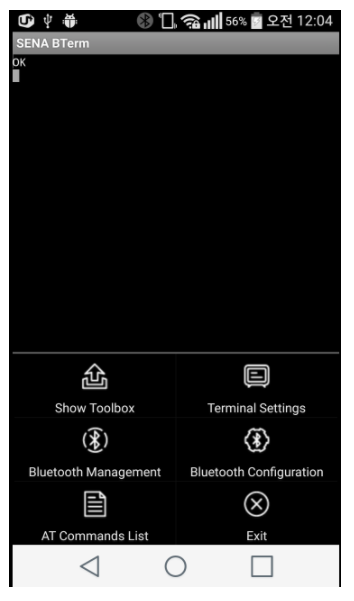 56% 오전 12:04
SENA BTerm
OK
Show Toolbox
Terminal Settings
Bluetooth Management
Bluetooth Configuration
AT Commands List
Exit